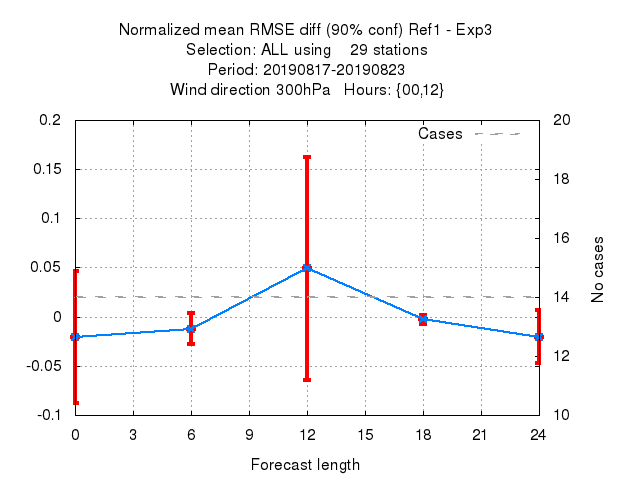 Normalized mean RMSE diff (90% conf) Ref1 - Exp3
Selection: ALL using    29 stations
Period: 20190817-20190823
Wind direction 300hPa   Hours: {00,12}
Cases
0.2
0.15
0.1
0.05
0
-0.05
-0.1
20
18
16
14
12
10
No cases
0 3 6 9 12 15 18 21 24
Forecast length